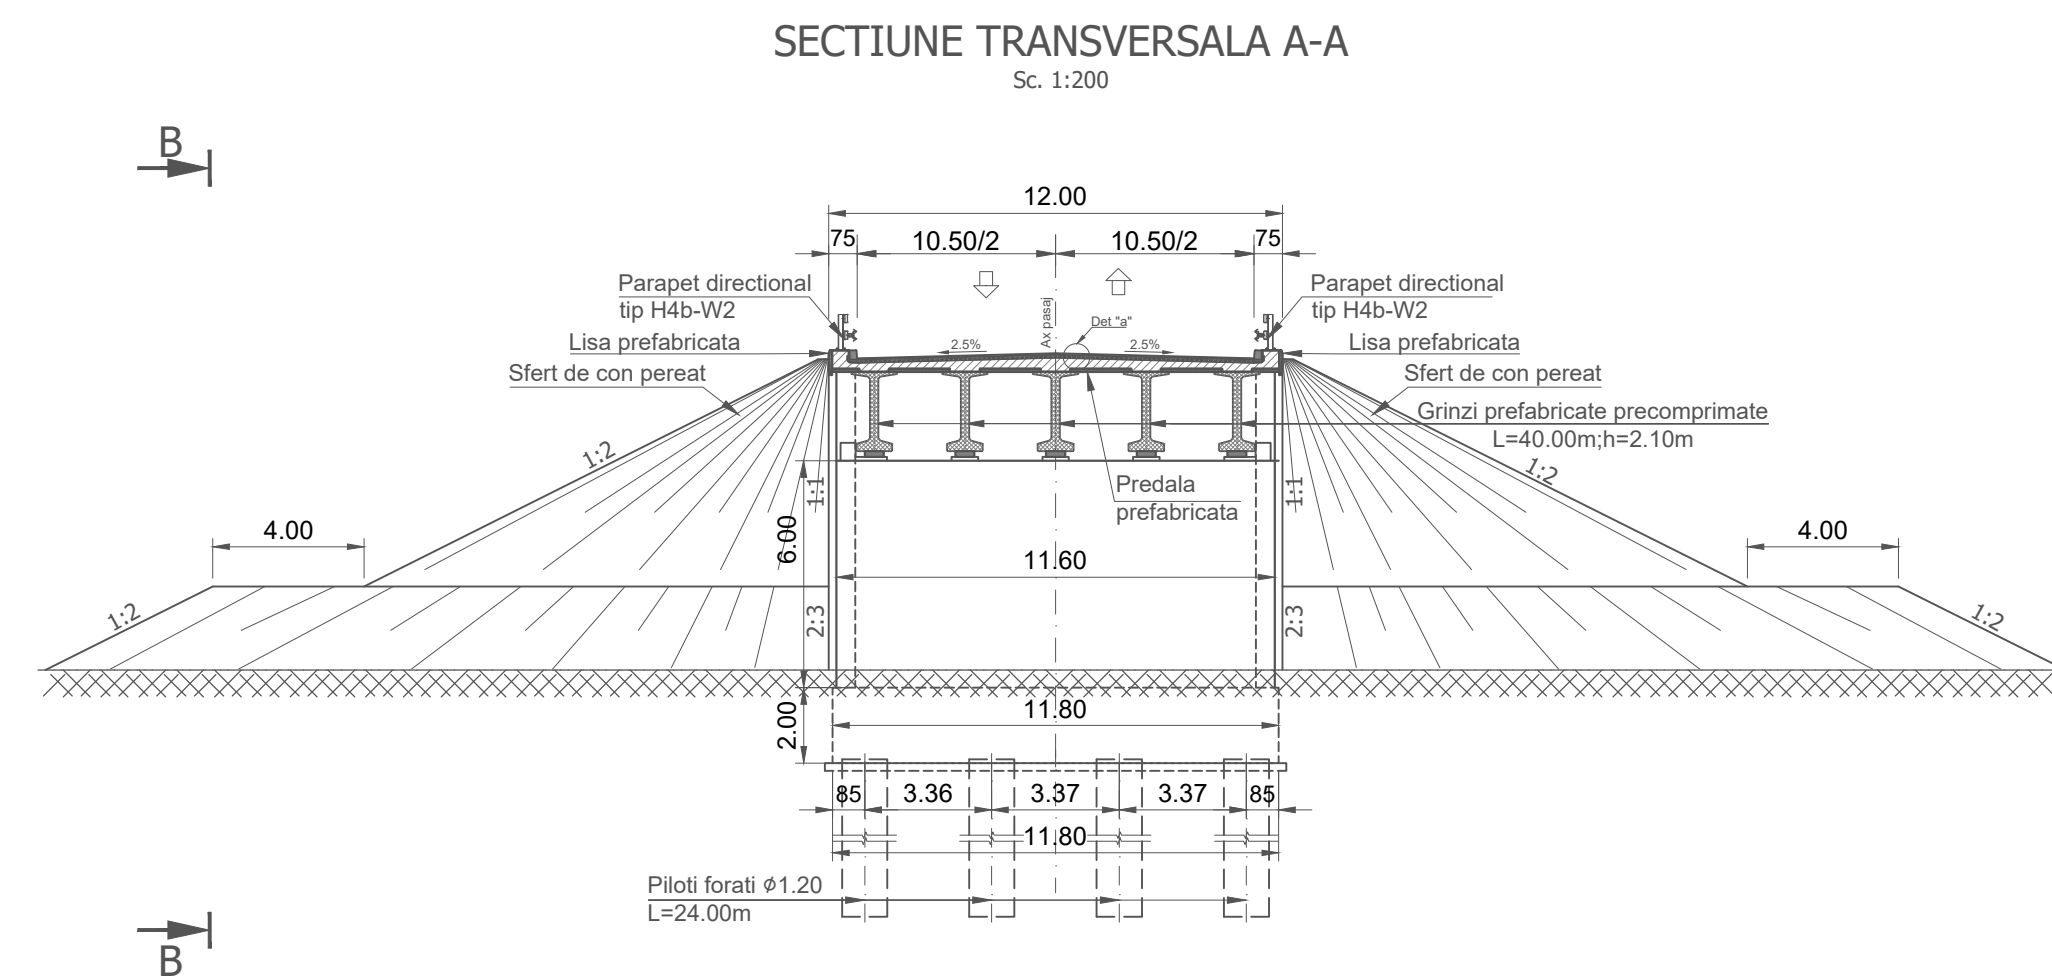 SECTIUNE TRANSVERSALA A-A
Sc. 1:200
B
12.00
75
10.50/2
10.50/2
75
Parapet directional
tip H4b-W2
Parapet directional
tip H4b-W2
Ax pasaj
Det "a"
Lisa prefabricata
2.5%
2.5%
Lisa prefabricata
Sfert de con pereat
Sfert de con pereat
Grinzi prefabricate precomprimate
L=40.00m;h=2.10m
1:2
1:2
1:1
1:1
Predala
prefabricata
4.00
6.00
4.00
11.60
1:2
2:3
2:3
1:2
2.00
11.80
85
3.36
3.37
3.37
85
11.80
Piloti forati ϕ1.20
L=24.00m
B